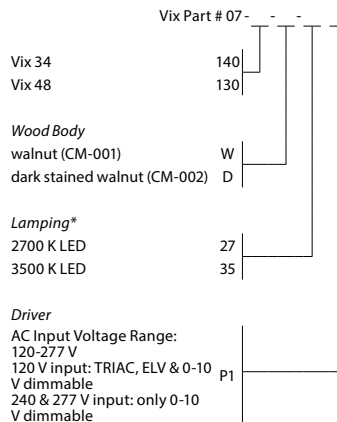 Vix Part # 07- _ - _ - _ _
Vix 34 140
Vix 48 130
Wood Body
walnut (CM-001) W
dark stained walnut (CM-002) D
Lamping*
2700 K LED 27
3500 K LED 35
Driver
AC Input Voltage Range:
120-277 V
120 V input: TRIAC, ELV & 0-10
V dimmable
P1
240 & 277 V input: only 0-10
V dimmable